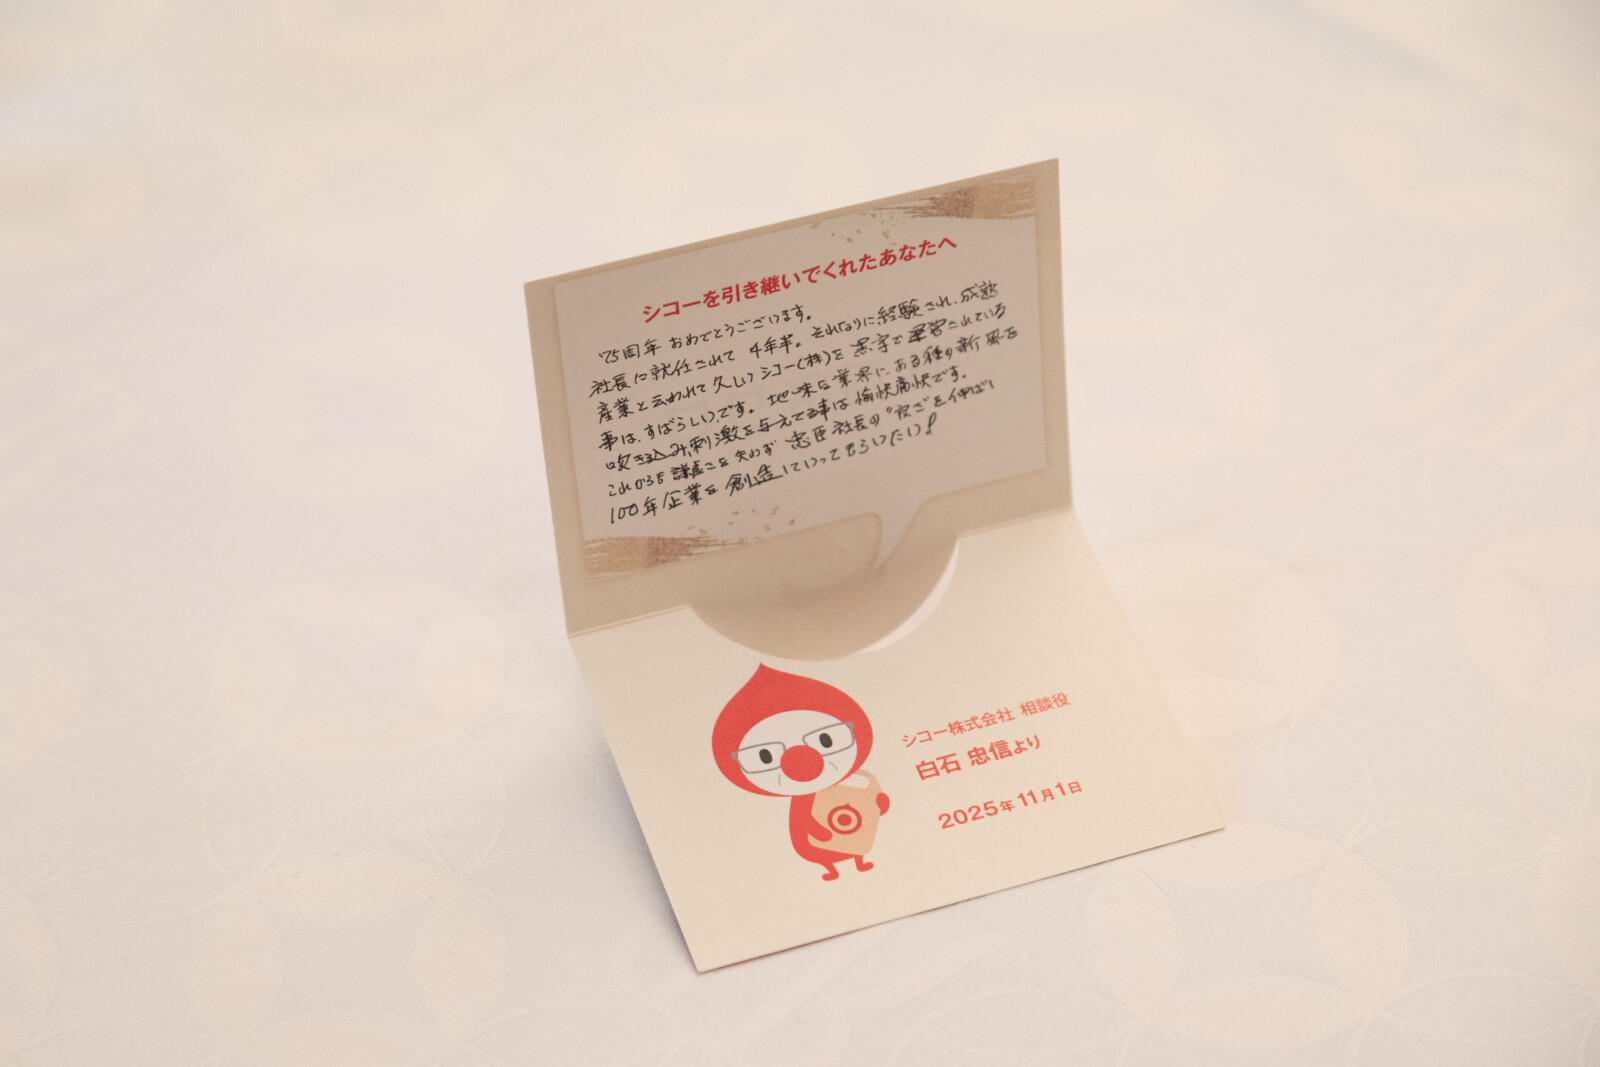 シコーを引き継いでくれたあなたへ
'75周年 おめでとうございます。
社長に就任されて 4年半。それなりに経験され、成熟
産業と云われて久しいシコー(株)を 黒字で運営されている
事は、すばらしいです。地味な業界にある種の新風を
吹き込み、刺激を与えてる事は 愉快痛快です。
これからも 謙虚さを失わず 忠臣社長の を伸ばし
100年企業を 創造していってもらいたい!
シコー株式会社 相談役
白石 忠信より
2025年11月1日